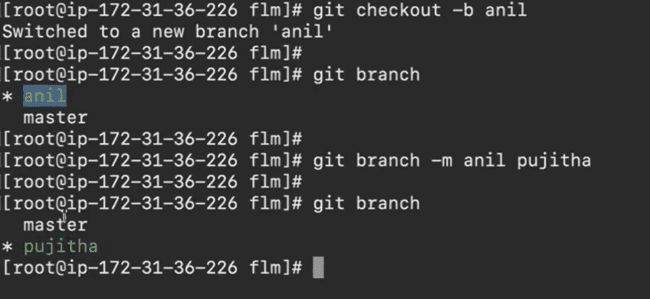 [root@ip-172-31-36-226 flm]# git checkout -b anil
Switched to a new branch 'anil'
[root@ip-172-31-36-226 flm]#
[root@ip-172-31-36-226 flm]# git branch
* anil
  master
[root@ip-172-31-36-226 flm]#
[root@ip-172-31-36-226 flm]# git branch -m anil pujitha
[root@ip-172-31-36-226 flm]#
[root@ip-172-31-36-226 flm]# git branch
  master
* pujitha
[root@ip-172-31-36-226 flm]#